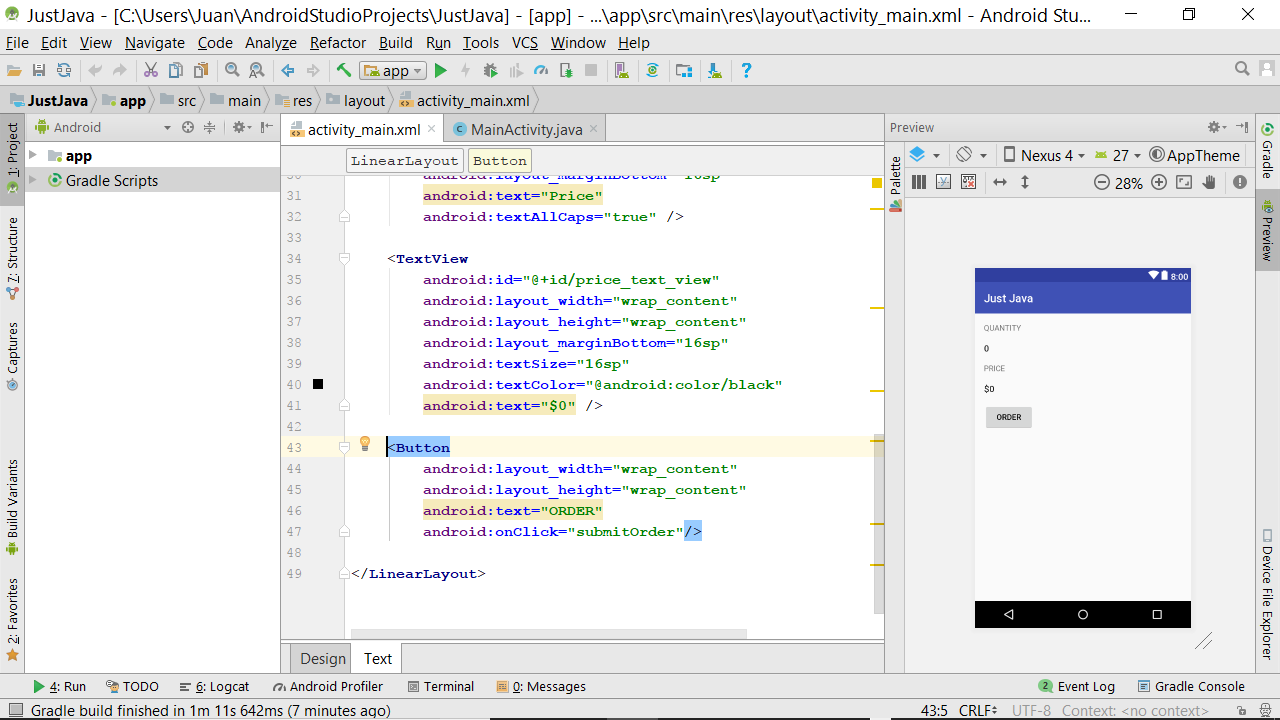 JustJava - [C:\Users\Juan\AndroidStudioProjects\JustJava] - [app] - ...\app\src\main\res\layout\activity_main.xml - Android Stu...
File Edit View Navigate Code Analyze Refactor Build Run Tools VCS Window Help
app
JustJava app src main res layout activity_main.xml
1: Project
7: Structure
Captures
Build Variants
2: Favorites
Android
app
Gradle Scripts
activity_main.xml MainActivity.java
LinearLayout Button
30 android:layout_marginBottom="16sp"
31 android:text="Price"
32 android:textAllCaps="true" />
33
34 <TextView
35 android:id="@+id/price_text_view"
36 android:layout_width="wrap_content"
37 android:layout_height="wrap_content"
38 android:layout_marginBottom="16sp"
39 android:textSize="16sp"
40 android:textColor="@android:color/black"
41 android:text="$0" />
42
43 <Button
44 android:layout_width="wrap_content"
45 android:layout_height="wrap_content"
46 android:text="ORDER"
47 android:onClick="submitOrder"/>
48
49 </LinearLayout>
Design Text
Preview
Palette
Nexus 4 27 AppTheme
28%
8:00
Just Java
QUANTITY
0
PRICE
$0
ORDER
Gradle
Preview
Device File Explorer
4: Run TODO 6: Logcat Android Profiler Terminal 0: Messages 2 Event Log Gradle Console
Gradle build finished in 1m 11s 642ms (7 minutes ago) 43:5 CRLF UTF-8 Context: <no context>